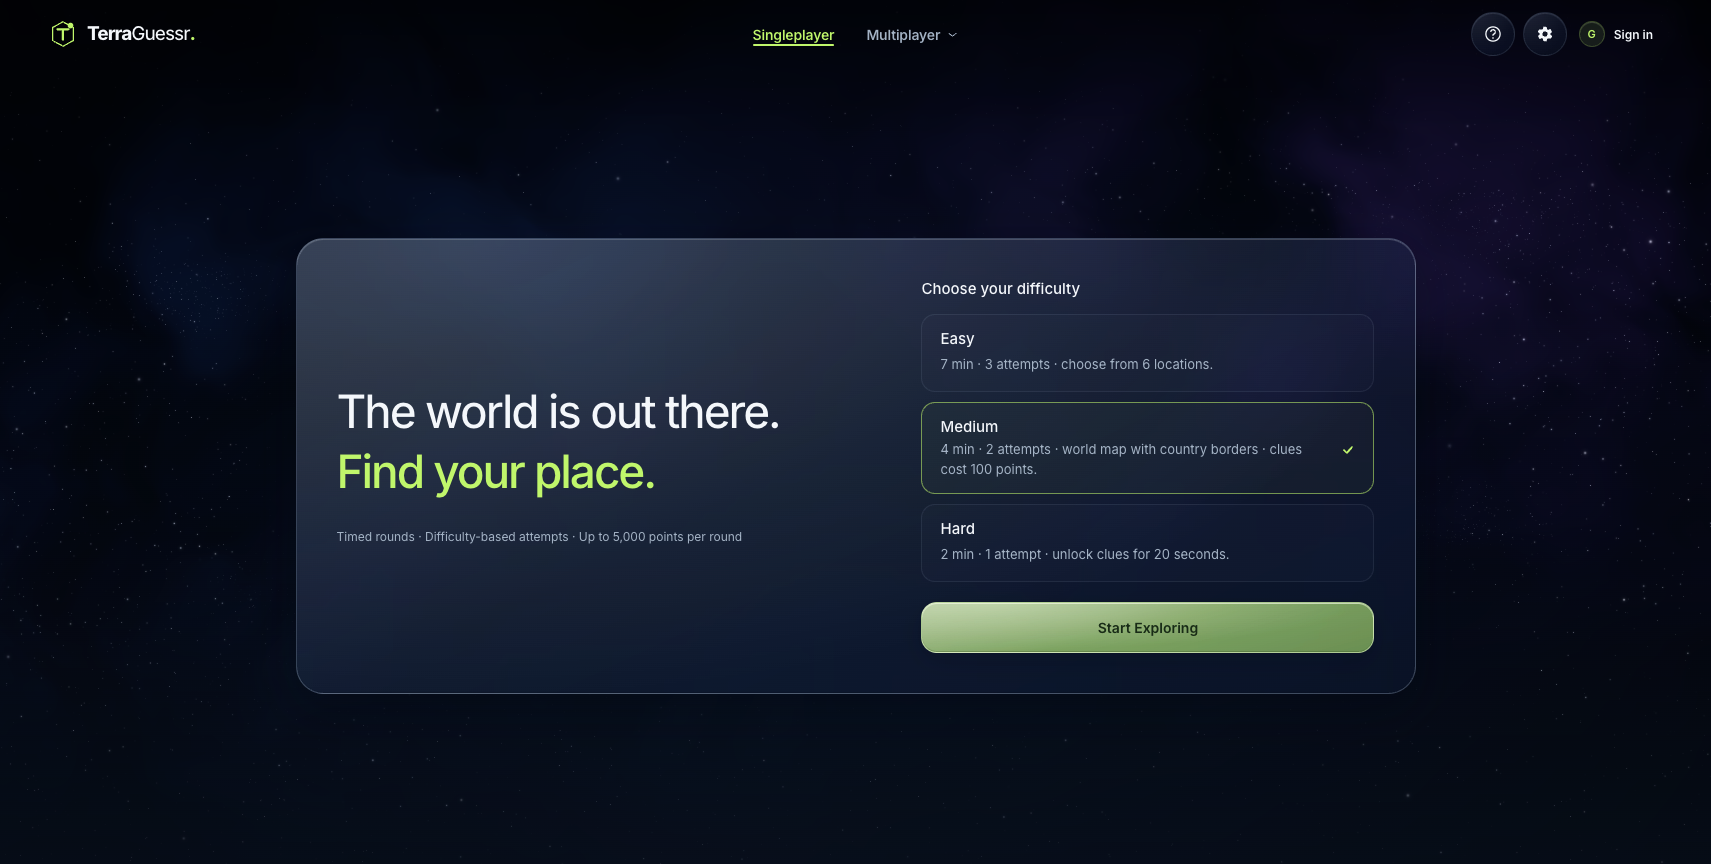 TerraGuessr.
Singleplayer
Multiplayer
G
Sign in
The world is out there.
Find your place.
Timed rounds · Difficulty-based attempts · Up to 5,000 points per round
Choose your difficulty
Easy
7 min · 3 attempts · choose from 6 locations.
Medium
4 min · 2 attempts · world map with country borders · clues
cost 100 points.
Hard
2 min · 1 attempt · unlock clues for 20 seconds.
Start Exploring